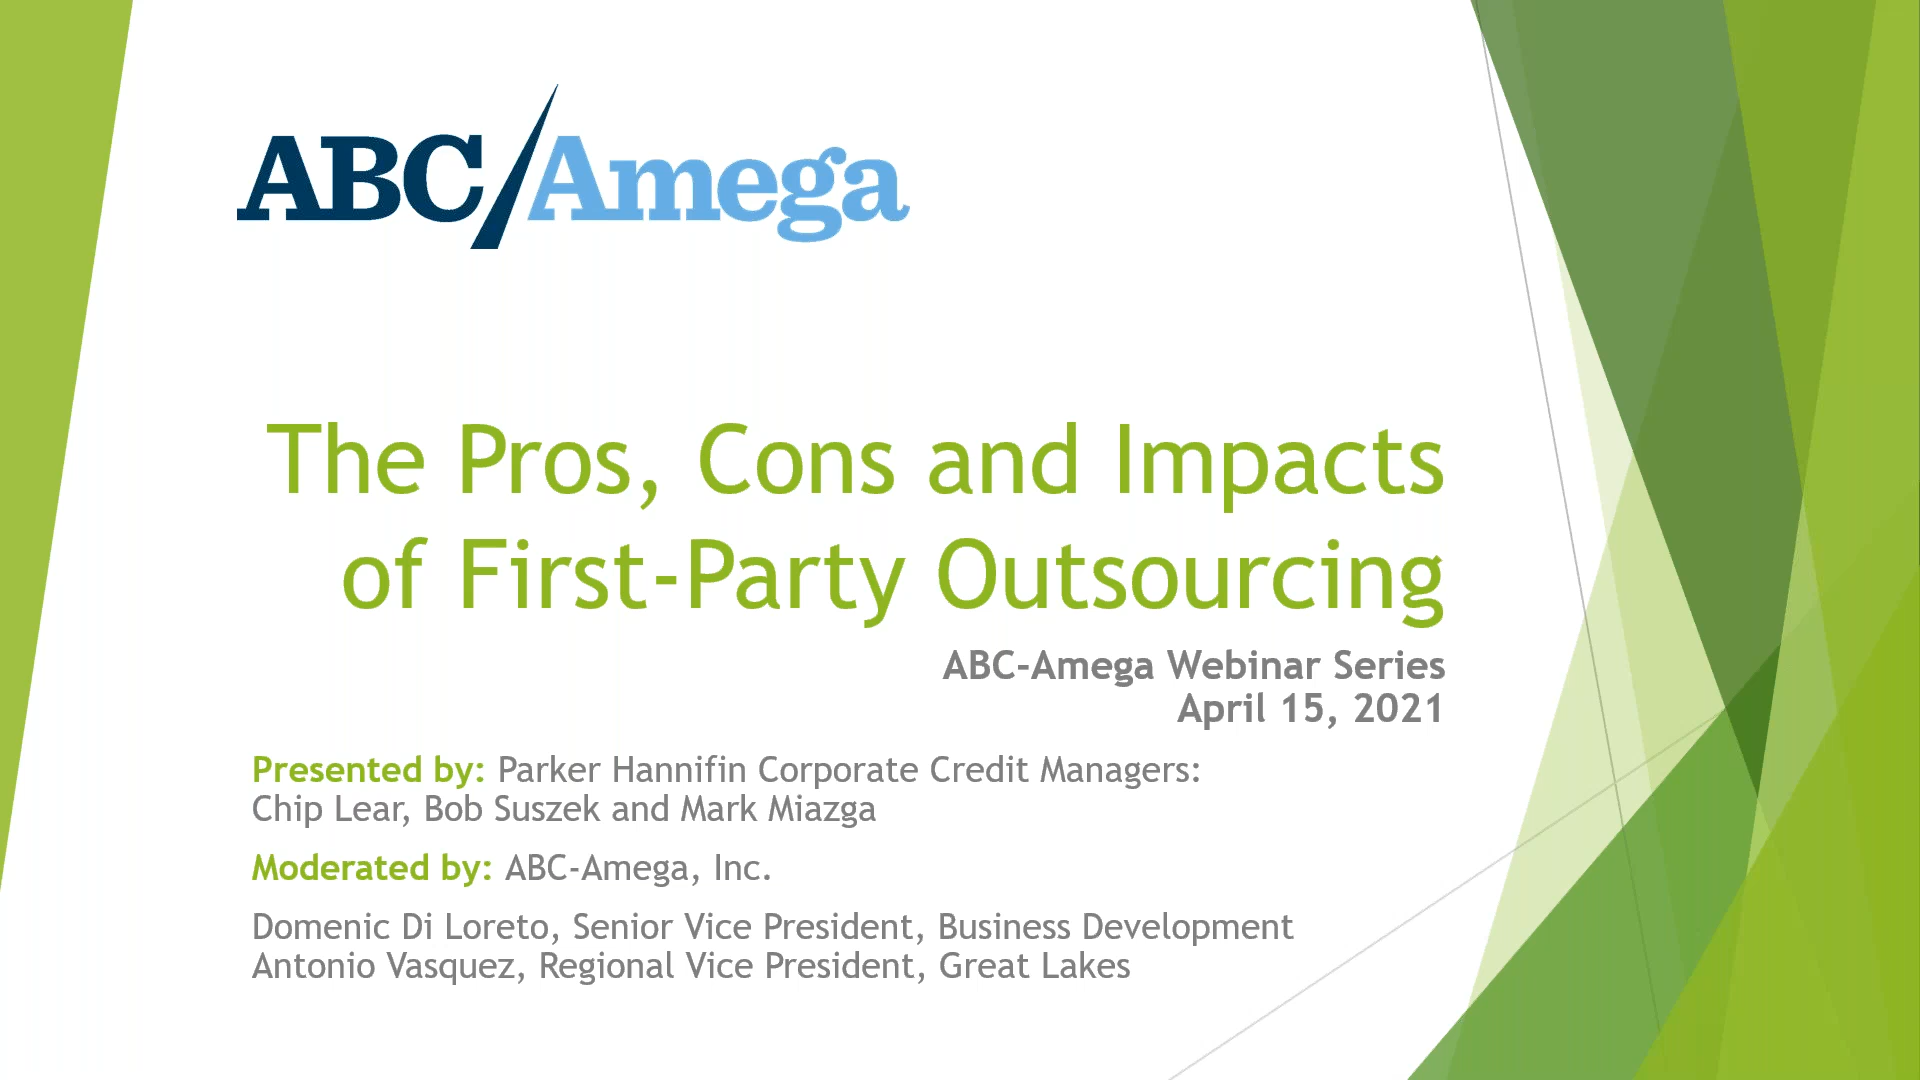 ABC/Amega
The Pros, Cons and Impacts
of First-Party Outsourcing
ABC-Amega Webinar Series
April 15, 2021
Presented by: Parker Hannifin Corporate Credit Managers:
Chip Lear, Bob Suszek and Mark Miazga
Moderated by: ABC-Amega, Inc.
Domenic Di Loreto, Senior Vice President, Business Development
Antonio Vasquez, Regional Vice President, Great Lakes